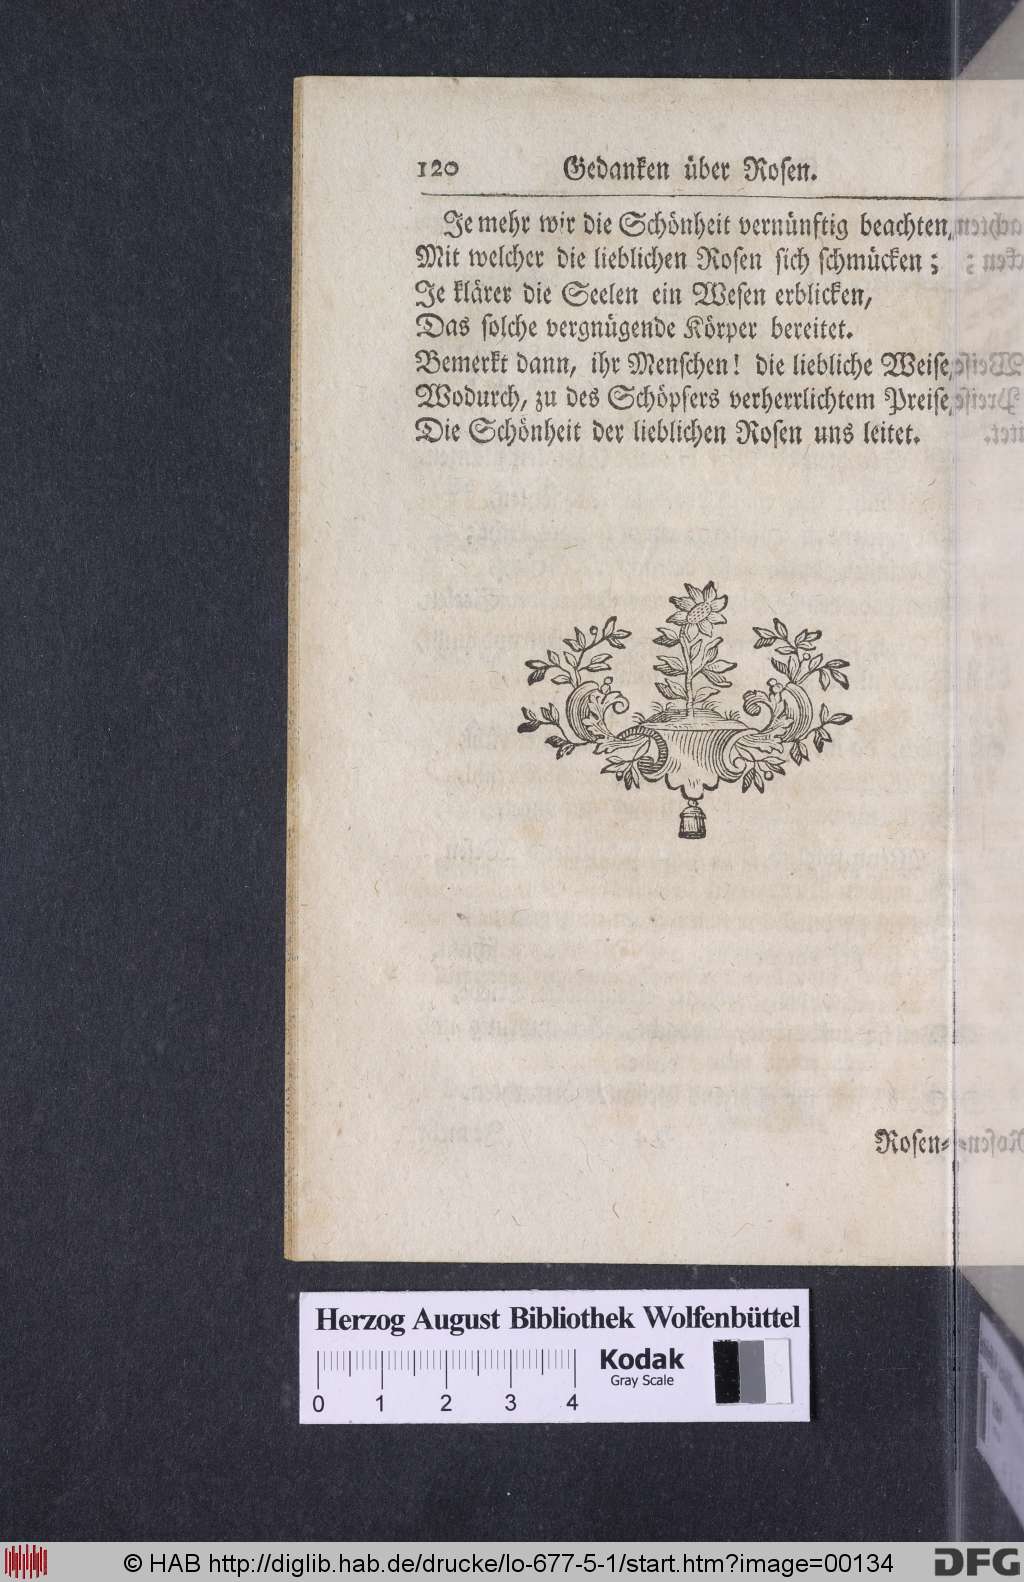 120 Gedanken über Rosen.
Je mehr wir die Schönheit vernünftig beachten,
Mit welcher die lieblichen Rosen sich schmücken;
Je klärer die Seelen ein Wesen erblicken,
Das solche vergnügende Körper bereitet.
Bemerkt dann, ihr Menschen! die liebliche Weise,
Wodurch, zu des Schöpfers verherrlichtem Preise,
Die Schönheit der lieblichen Rosen uns leitet.
Rosen-
Herzog August Bibliothek Wolfenbüttel
Kodak
Gray Scale
0 1 2 3 4
© HAB http://diglib.hab.de/drucke/lo-677-5-1/start.htm?image=00134
DFG